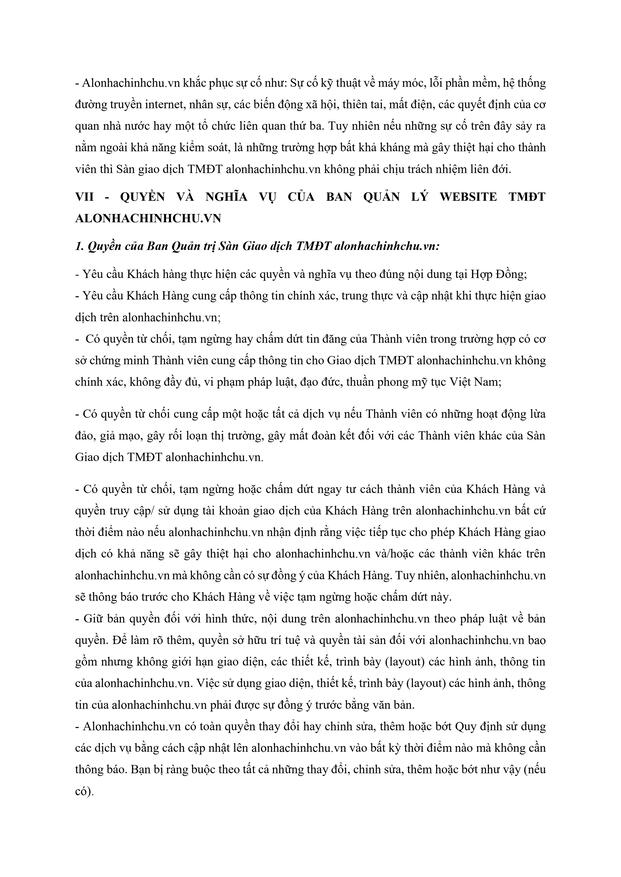 - Alonhachinhchu.vn khắc phục sự cố như: Sự cố kỹ thuật về máy móc, lỗi phần mềm, hệ thống
đường truyền internet, nhân sự, các biến động xã hội, thiên tai, mất điện, các quyết định của cơ
quan nhà nước hay một tổ chức liên quan thứ ba. Tuy nhiên nếu những sự cố trên đây sảy ra
nằm ngoài khả năng kiểm soát, là những trường hợp bất khả kháng mà gây thiệt hại cho thành
viên thì Sàn giao dịch TMĐT alonhachinhchu.vn không phải chịu trách nhiệm liên đới.
VII - QUYỀN VÀ NGHĨA VỤ CỦA BAN QUẢN LÝ WEBSITE TMĐT
ALONHACHINHCHU.VN
1. Quyền của Ban Quản trị Sàn Giao dịch TMĐT alonhachinhchu.vn:
- Yêu cầu Khách hàng thực hiện các quyền và nghĩa vụ theo đúng nội dung tại Hợp Đồng;
- Yêu cầu Khách Hàng cung cấp thông tin chính xác, trung thực và cập nhật khi thực hiện giao
dịch trên alonhachinhchu.vn;
- Có quyền từ chối, tạm ngừng hay chấm dứt tin đăng của Thành viên trong trường hợp có cơ
sở chứng minh Thành viên cung cấp thông tin cho Giao dịch TMĐT alonhachinhchu.vn không
chính xác, không đầy đủ, vi phạm pháp luật, đạo đức, thuần phong mỹ tục Việt Nam;
- Có quyền từ chối cung cấp một hoặc tất cả dịch vụ nếu Thành viên có những hoạt động lừa
đảo, giả mạo, gây rối loạn thị trường, gây mất đoàn kết đối với các Thành viên khác của Sàn
Giao dịch TMĐT alonhachinhchu.vn.
- Có quyền từ chối, tạm ngừng hoặc chấm dứt ngay tư cách thành viên của Khách Hàng và
quyền truy cập/ sử dụng tài khoản giao dịch của Khách Hàng trên alonhachinhchu.vn bất cứ
thời điểm nào nếu alonhachinhchu.vn nhận định rằng việc tiếp tục cho phép Khách Hàng giao
dịch có khả năng sẽ gây thiệt hại cho alonhachinhchu.vn và/hoặc các thành viên khác trên
alonhachinhchu.vn mà không cần có sự đồng ý của Khách Hàng. Tuy nhiên, alonhachinhchu.vn
sẽ thông báo trước cho Khách Hàng về việc tạm ngừng hoặc chấm dứt này.
- Giữ bản quyền đối với hình thức, nội dung trên alonhachinhchu.vn theo pháp luật về bản
quyền. Để làm rõ thêm, quyền sở hữu trí tuệ và quyền tài sản đối với alonhachinhchu.vn bao
gồm nhưng không giới hạn giao diện, các thiết kế, trình bày (layout) các hình ảnh, thông tin
của alonhachinhchu.vn. Việc sử dụng giao diện, thiết kế, trình bày (layout) các hình ảnh, thông
tin của alonhachinhchu.vn phải được sự đồng ý trước bằng văn bản.
- Alonhachinhchu.vn có toàn quyền thay đổi hay chỉnh sửa, thêm hoặc bớt Quy định sử dụng
các dịch vụ bằng cách cập nhật lên alonhachinhchu.vn vào bất kỳ thời điểm nào mà không cần
thông báo. Bạn bị ràng buộc theo tất cả những thay đổi, chỉnh sửa, thêm hoặc bớt như vậy (nếu
có).